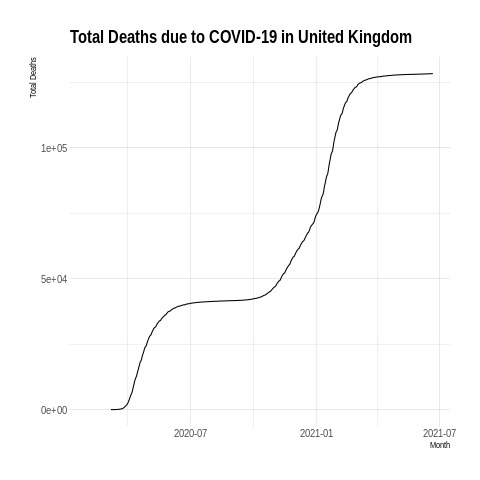 Total Deaths due to COVID-19 in United Kingdom
Total Deaths
1e+05
5e+04
0e+00
2020-07
2021-01
2021-07
Month